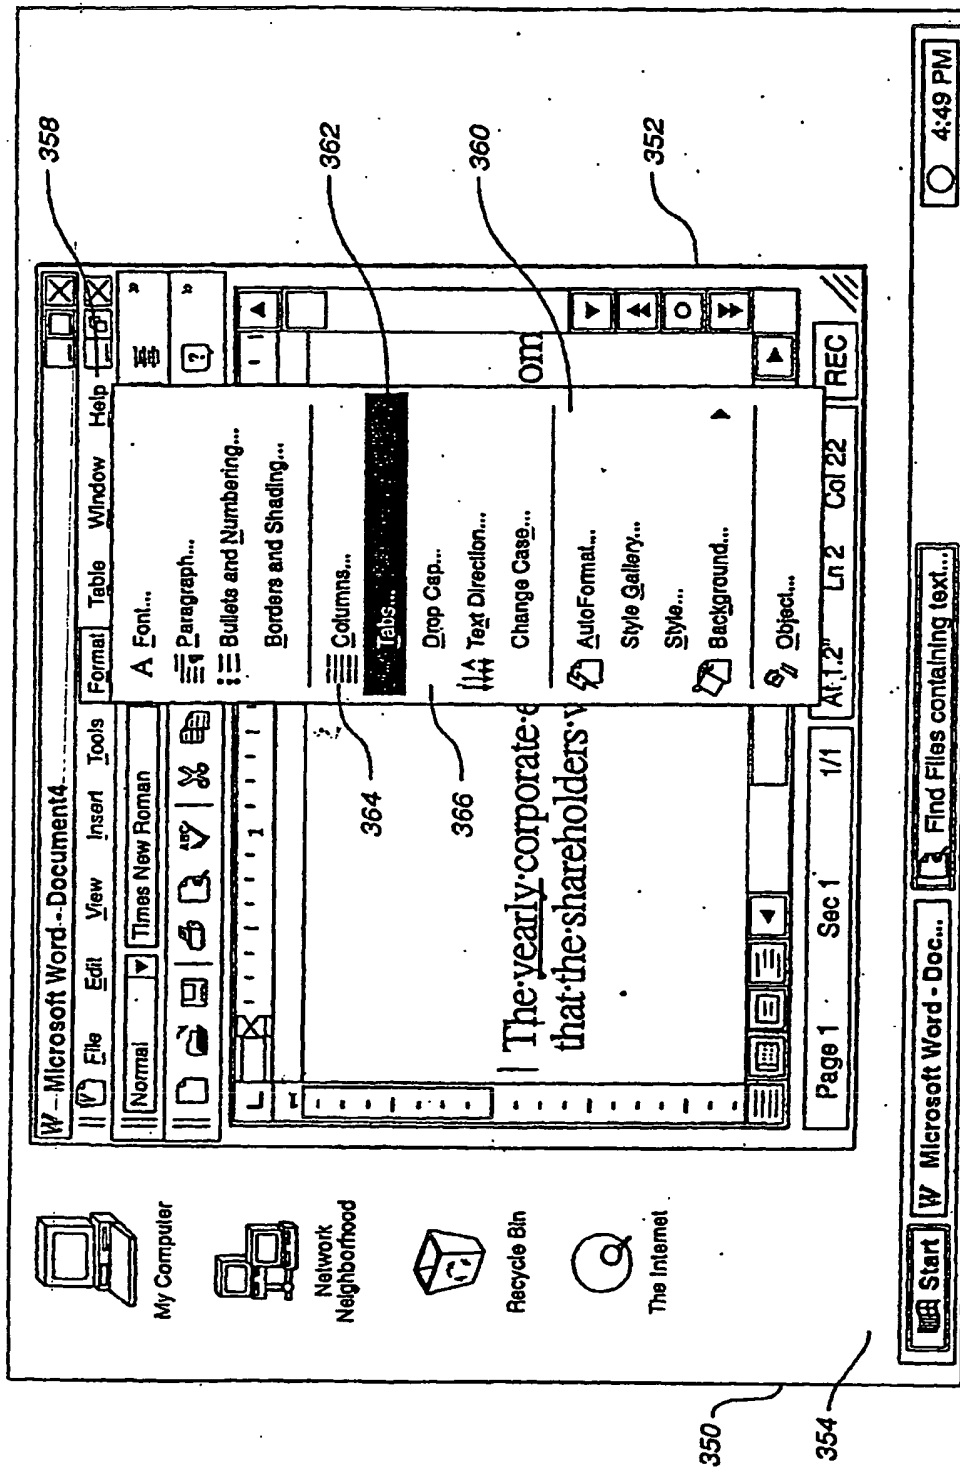 W - Microsoft Word - Document4
File Edit View Insert Tools Format Table Window Help
Normal
Times New Roman
ABC
A Font...
Paragraph...
Bullets and Numbering...
Borders and Shading...
Columns...
Tabs...
Drop Cap...
Text Direction...
Change Case...
AutoFormat...
Style Gallery...
Style...
Background...
Object...
The·yearly·corporate·e
om
that·the·shareholders·v
Page 1 Sec 1 1/1 At 1.2" Ln 2 Col 22 REC
My Computer
Network
Neighborhood
Recycle Bin
The Internet
Start
W Microsoft Word - Doc...
Find Files containing text...
4:49 PM
358
362
360
352
364
366
350
354